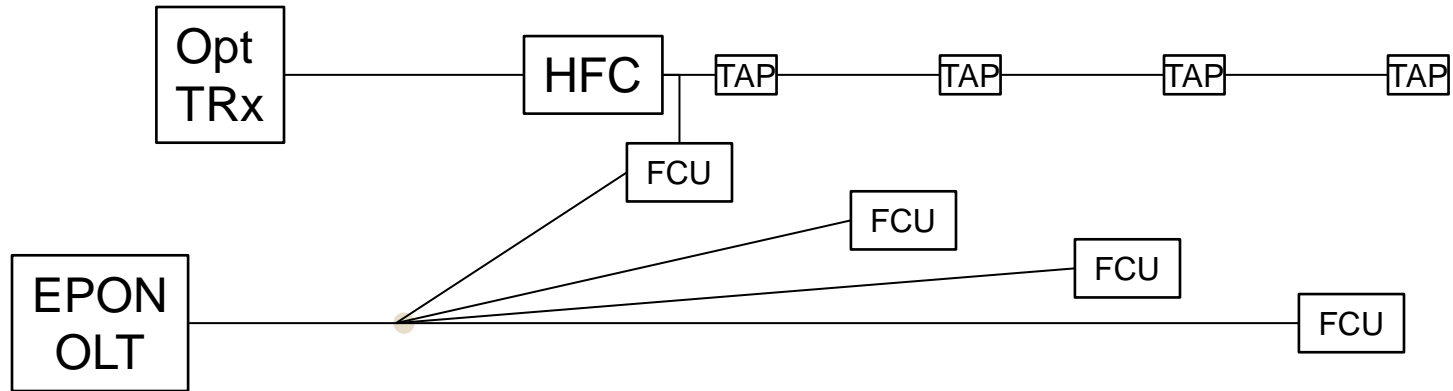 Opt
TRx
HFC
TAP
TAP
TAP
TAP
FCU
FCU
FCU
FCU
EPON
OLT